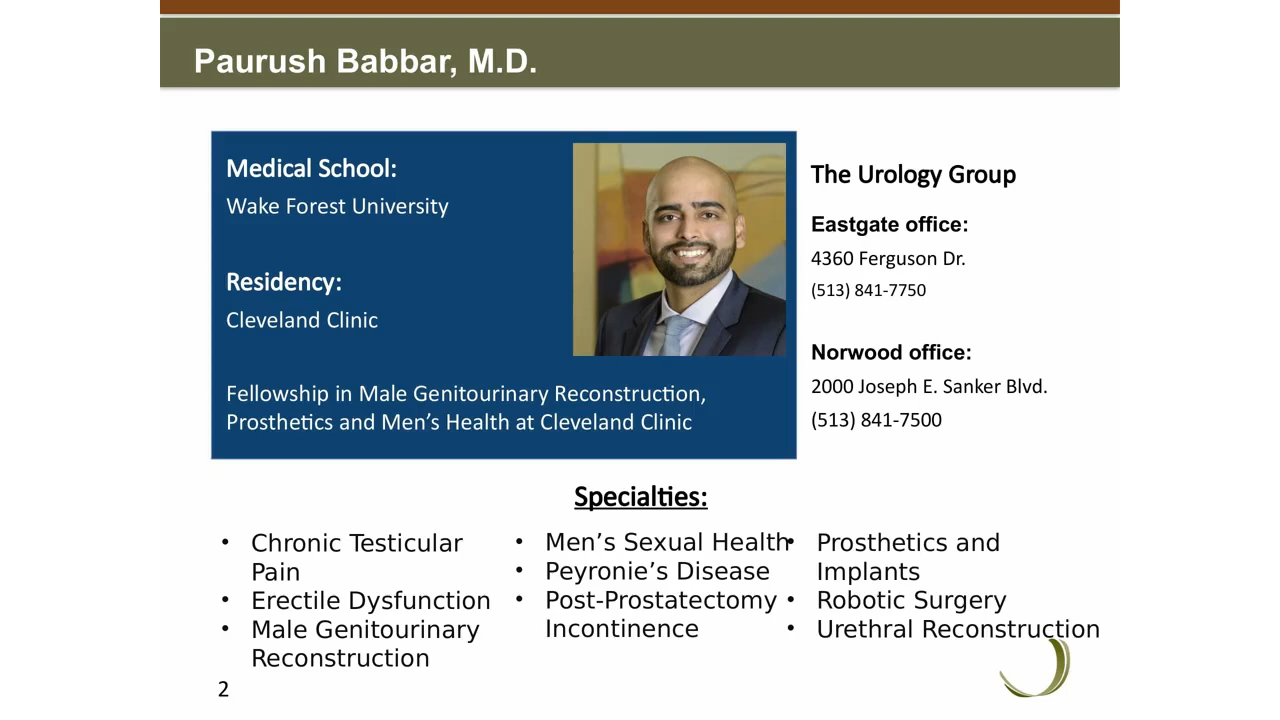 Paurush Babbar, M.D.
Medical School:
Wake Forest University
Residency:
Cleveland Clinic
Fellowship in Male Genitourinary Reconstruction,
Prosthetics and Men’s Health at Cleveland Clinic
The Urology Group
Eastgate office:
4360 Ferguson Dr.
(513) 841-7750
Norwood office:
2000 Joseph E. Sanker Blvd.
(513) 841-7500
Specialties:
• Chronic Testicular
Pain
• Erectile Dysfunction
• Male Genitourinary
Reconstruction
• Men’s Sexual Health
• Peyronie’s Disease
• Post-Prostatectomy
Incontinence
• Prosthetics and
Implants
• Robotic Surgery
• Urethral Reconstruction
2